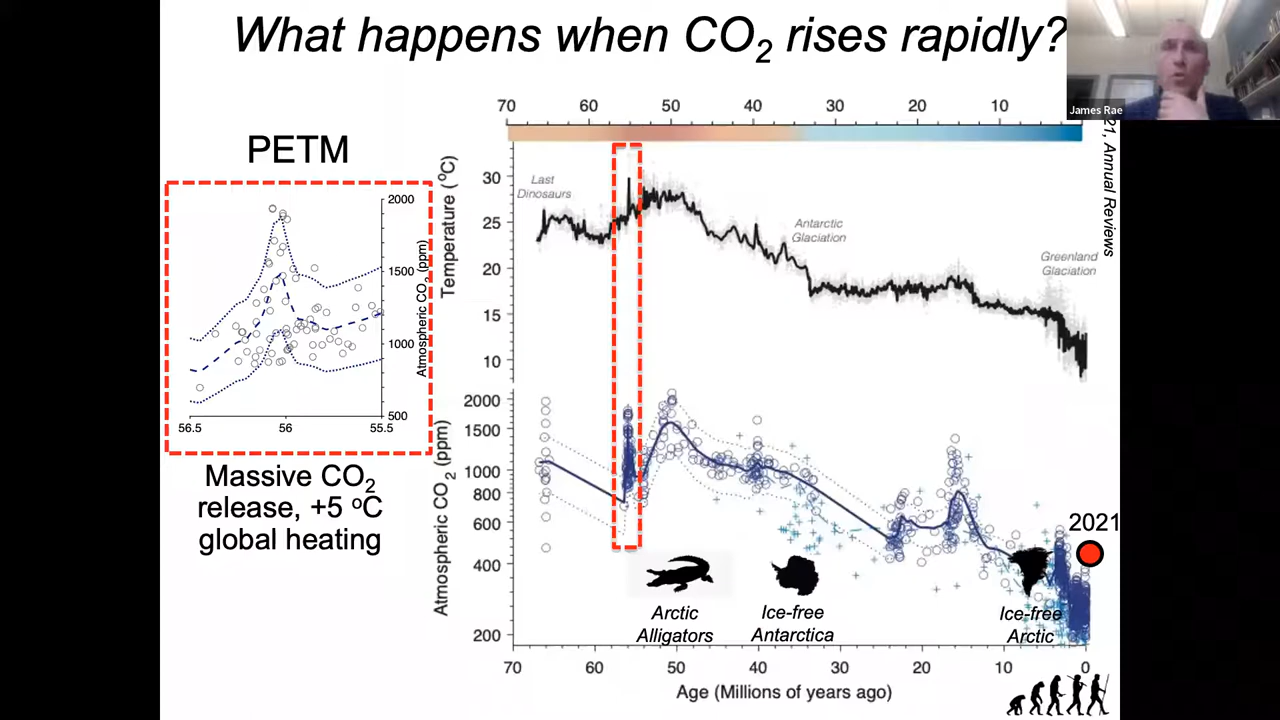 What happens when CO2 rises rapidly?
James Rae
21, Annual Reviews
PETM
2000
1500
1000
500
Atmospheric CO2 (ppm)
56.5 56 55.5
Massive CO2
release, +5 oC
global heating
70 60 50 40 30 20 10 0
Temperature (oC)
30
25
20
15
10
Last
Dinosaurs
Antarctic
Glaciation
Greenland
Glaciation
Atmospheric CO2 (ppm)
2000
1500
1000
800
600
400
200
2021
Arctic
Alligators
Ice-free
Antarctica
Ice-free
Arctic
70 60 50 40 30 20 10 0
Age (Millions of years ago)